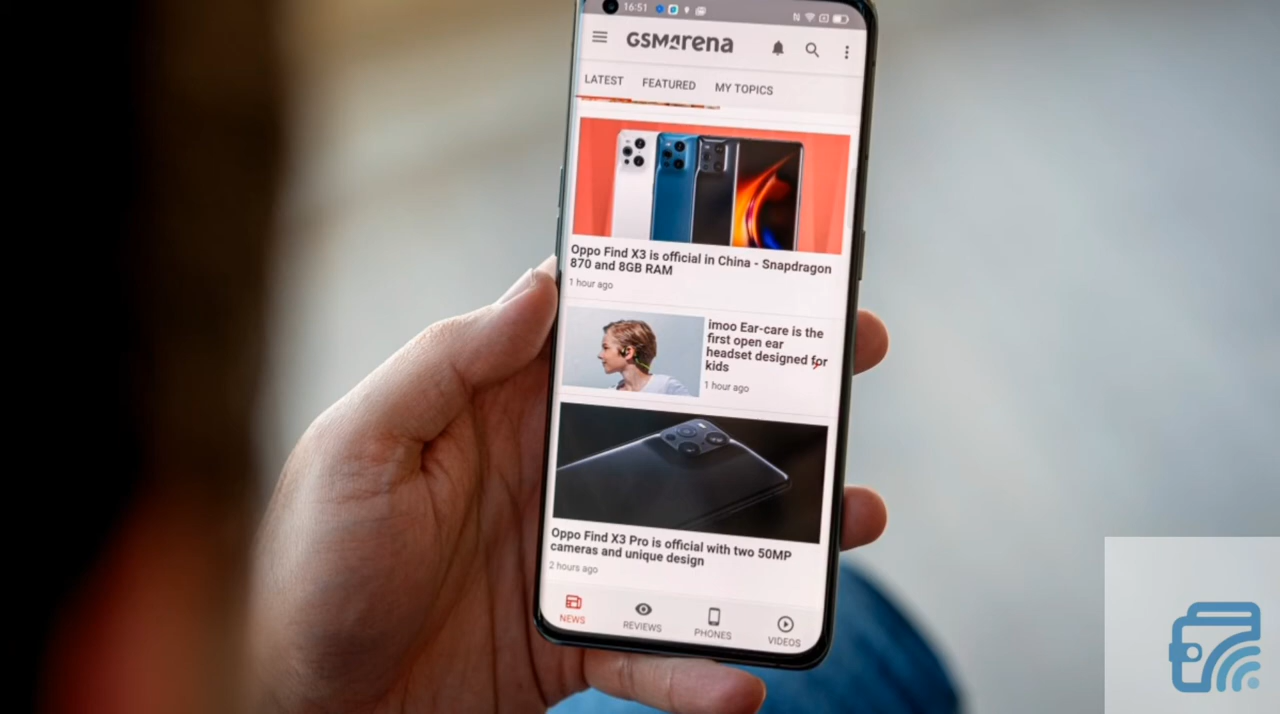 16:51
GSMArena
LATEST FEATURED MY TOPICS
Oppo Find X3 is official in China - Snapdragon
870 and 8GB RAM
1 hour ago
imoo Ear-care is the
first open ear
headset designed for
kids
1 hour ago
Oppo Find X3 Pro is official with two 50MP
cameras and unique design
2 hours ago
NEWS REVIEWS PHONES VIDEOS